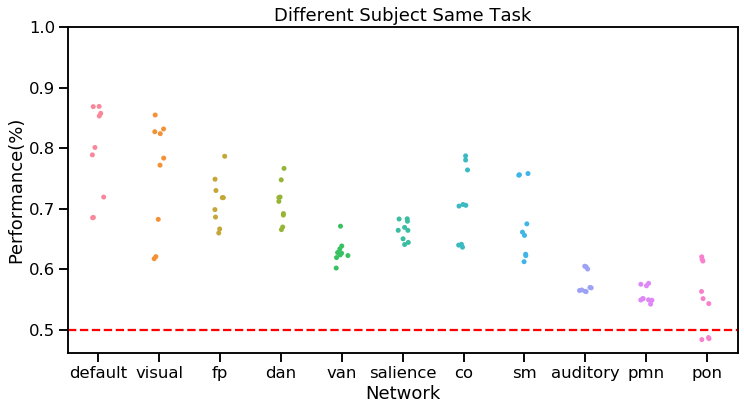 Different Subject Same Task
Performance(%)
1.0
0.9
0.8
0.7
0.6
0.5
default visual fp dan van salience co sm auditory pmn pon
Network